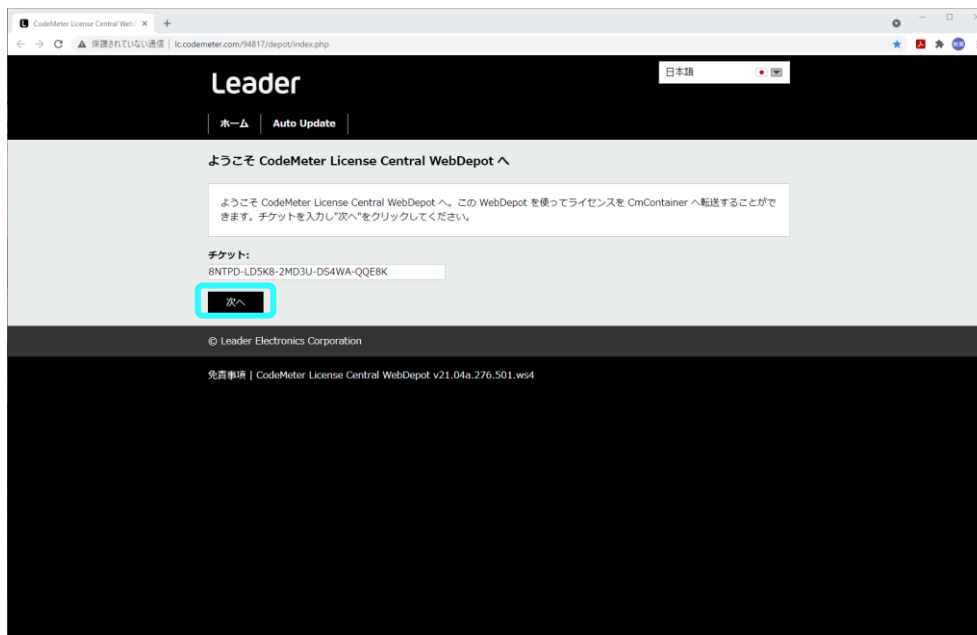 CodeMeter License Central Web
保護されていない通信 | lc.codemeter.com/94817/depot/index.php
Leader
日本語
ホーム
Auto Update
ようこそ CodeMeter License Central WebDepot へ
ようこそ CodeMeter License Central WebDepot へ。この WebDepot を使ってライセンスを CmContainer へ転送することがで
きます。チケットを入力し"次へ"をクリックしてください。
チケット:
8NTPD-LD5K8-2MD3U-DS4WA-QQE8K
次へ
© Leader Electronics Corporation
免責事項 | CodeMeter License Central WebDepot v21.04a.276.501.ws4